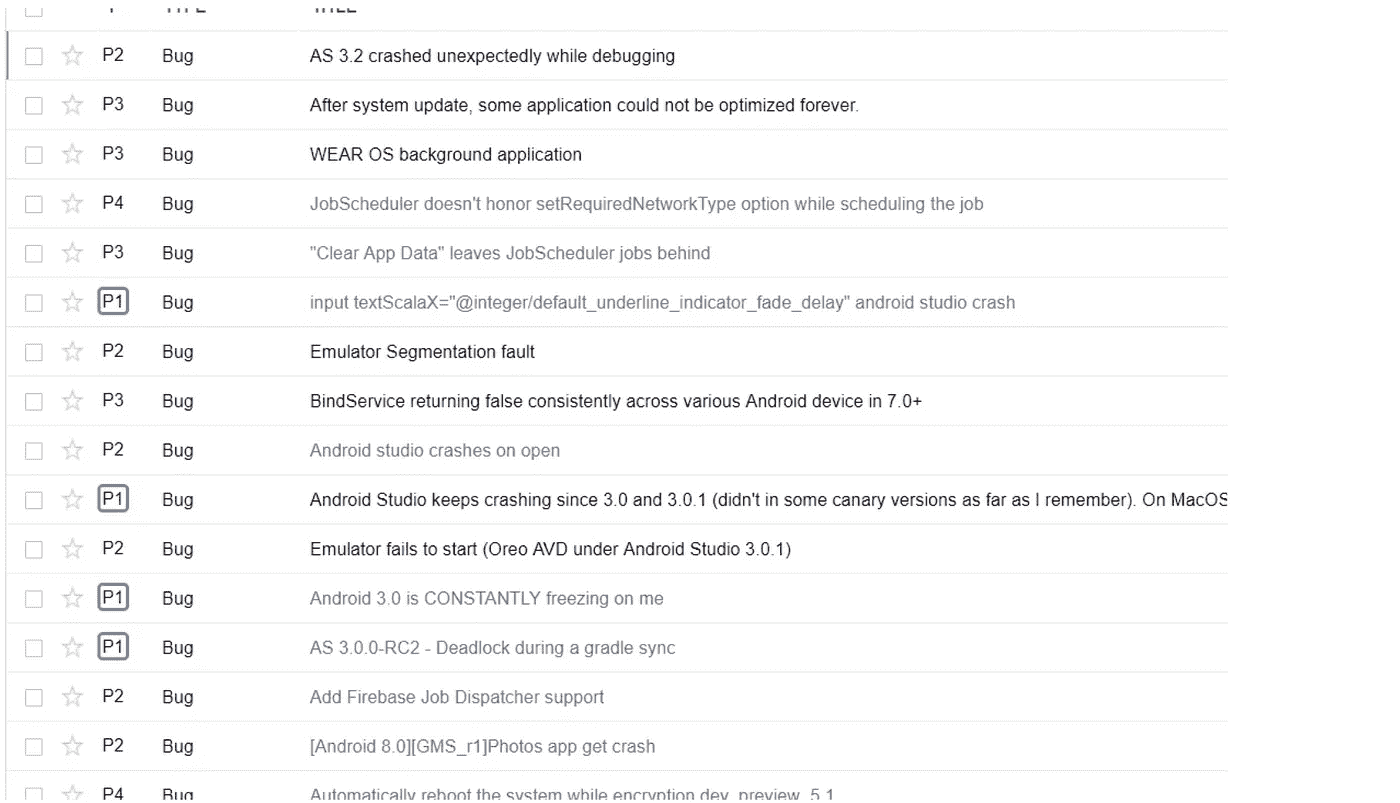 P2 Bug AS 3.2 crashed unexpectedly while debugging
P3 Bug After system update, some application could not be optimized forever.
P3 Bug WEAR OS background application
P4 Bug JobScheduler doesn't honor setRequiredNetworkType option while scheduling the job
P3 Bug "Clear App Data" leaves JobScheduler jobs behind
P1 Bug input textScalaX="@integer/default_underline_indicator_fade_delay" android studio crash
P2 Bug Emulator Segmentation fault
P3 Bug BindService returning false consistently across various Android device in 7.0+
P2 Bug Android studio crashes on open
P1 Bug Android Studio keeps crashing since 3.0 and 3.0.1 (didn't in some canary versions as far as I remember). On MacOS
P2 Bug Emulator fails to start (Oreo AVD under Android Studio 3.0.1)
P1 Bug Android 3.0 is CONSTANTLY freezing on me
P1 Bug AS 3.0.0-RC2 - Deadlock during a gradle sync
P2 Bug Add Firebase Job Dispatcher support
P2 Bug [Android 8.0][GMS_r1]Photos app get crash
P4 Bug Automatically reboot the system while encryption dev_preview_5.1